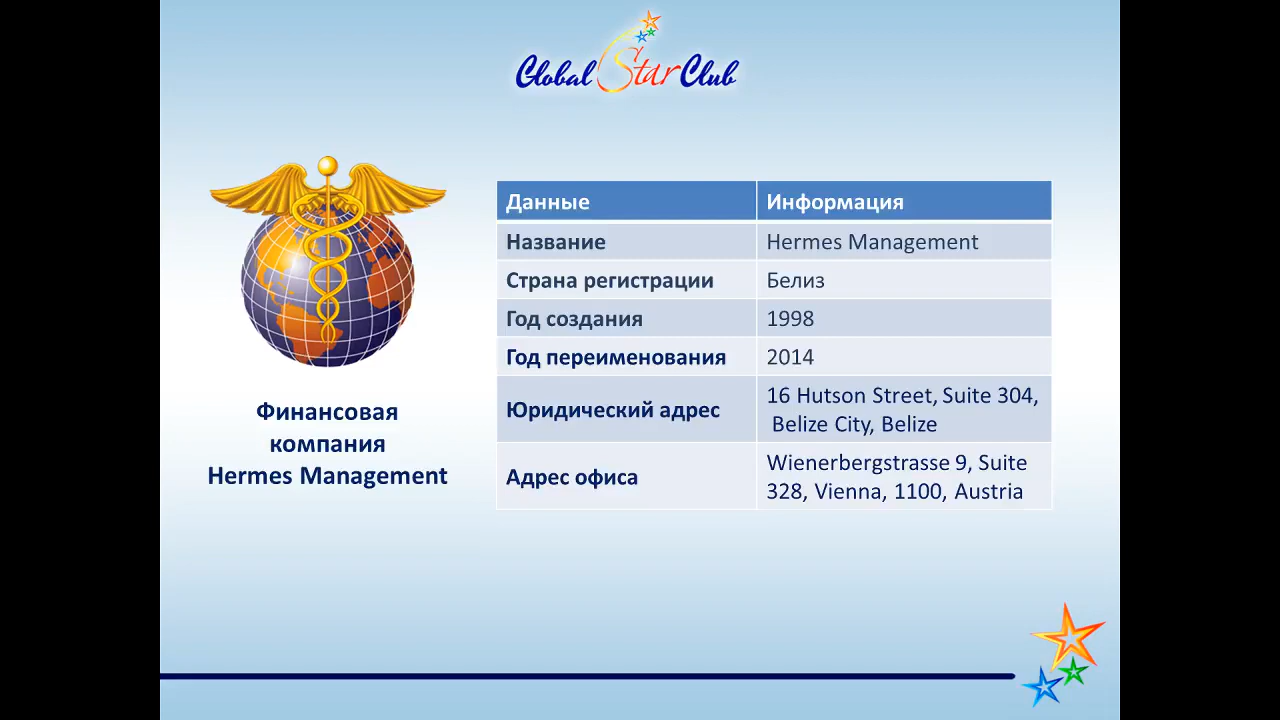 Global Star Club
Данные Информация
Название Hermes Management
Страна регистрации Белиз
Год создания 1998
Год переименования 2014
Юридический адрес 16 Hutson Street, Suite 304,
Belize City, Belize
Адрес офиса Wienerbergstrasse 9, Suite
328, Vienna, 1100, Austria
Финансовая
компания
Hermes Management